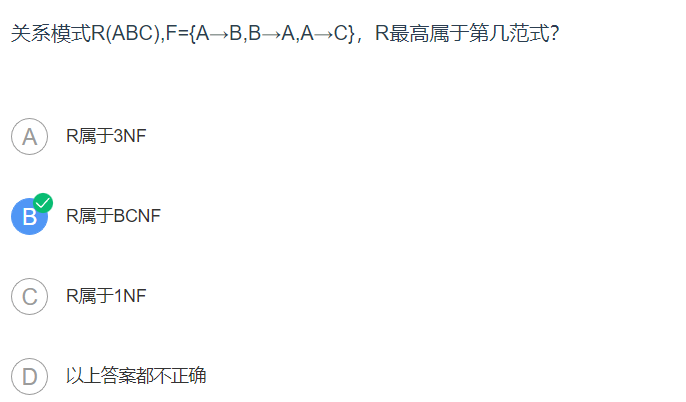 关系模式R(ABC),F={A→B,B→A,A→C}，R最高属于第几范式?
A R属于3NF
B R属于BCNF
C R属于1NF
D 以上答案都不正确